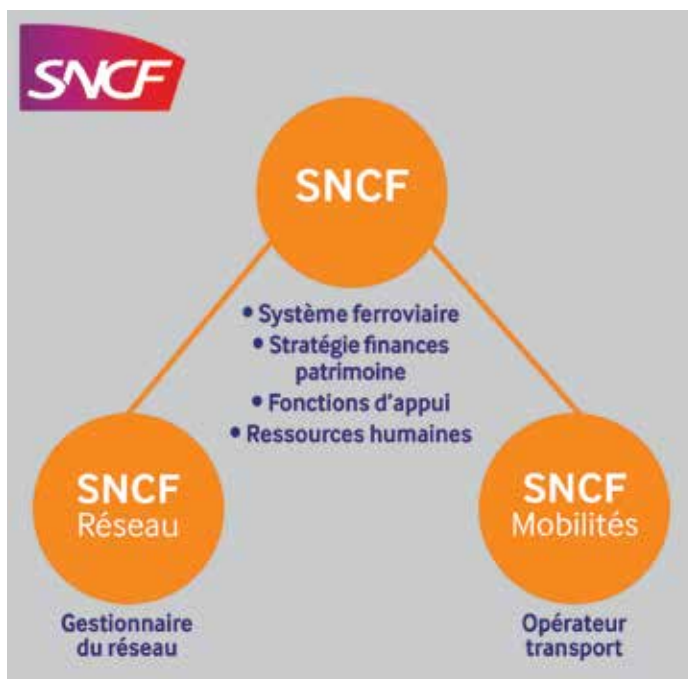 SNCF
SNCF
• Système ferroviaire
• Stratégie finances
patrimoine
• Fonctions d'appui
• Ressources humaines
SNCF
Réseau
SNCF
Mobilités
Gestionnaire
du réseau
Opérateur
transport